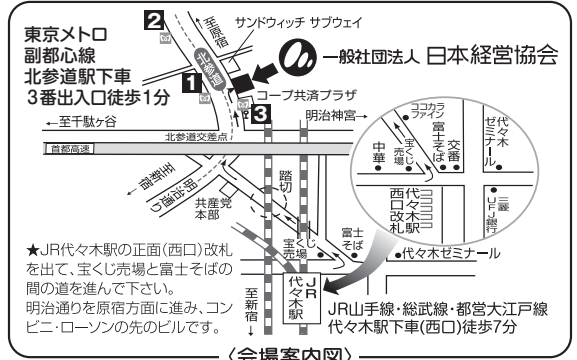 東京メトロ
副都心線
北参道駅下車
3番出入口徒歩1分
2
至原宿
サンドウィッチ サブウェイ
北参道
1
一般社団法人 日本経営協会
コープ共済プラザ
3
←至千駄ヶ谷
明治神宮→
北参道交差点
首都高速
至新宿
明治通り
共産党
本部
踏切
宝くじ
売場
富士
そば
●代々木ゼミナール
ココカラ
ファイン
中華
宝くじ
売場
富士そば
交番
代々木
ゼミナール
代々木駅
西口改札
三菱
UFJ銀行
★JR代々木駅の正面(西口)改札
を出て、宝くじ売場と富士そばの
間の道を進んで下さい。
明治通りを原宿方面に進み、コン
ビニ・ローソンの先のビルです。
至新宿
↓
JR
代々木駅
JR山手線・総武線・都営大江戸線
代々木駅下車(西口)徒歩7分
〈会場案内図〉